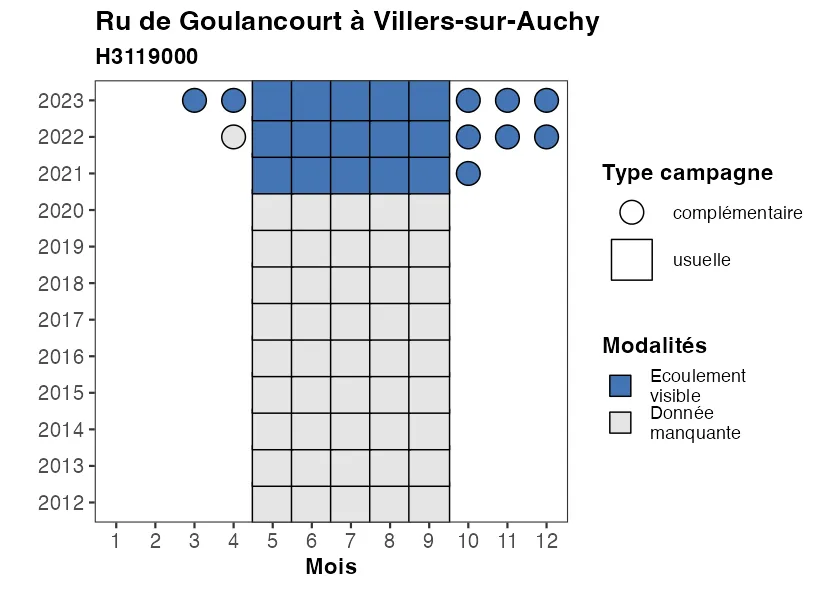 Ru de Goulancourt à Villers-sur-Auchy
H3119000
2023
2022
2021
2020
2019
2018
2017
2016
2015
2014
2013
2012
1 2 3 4 5 6 7 8 9 10 11 12
Mois
Type campagne
complémentaire
usuelle
Modalités
Ecoulement
visible
Donnée
manquante